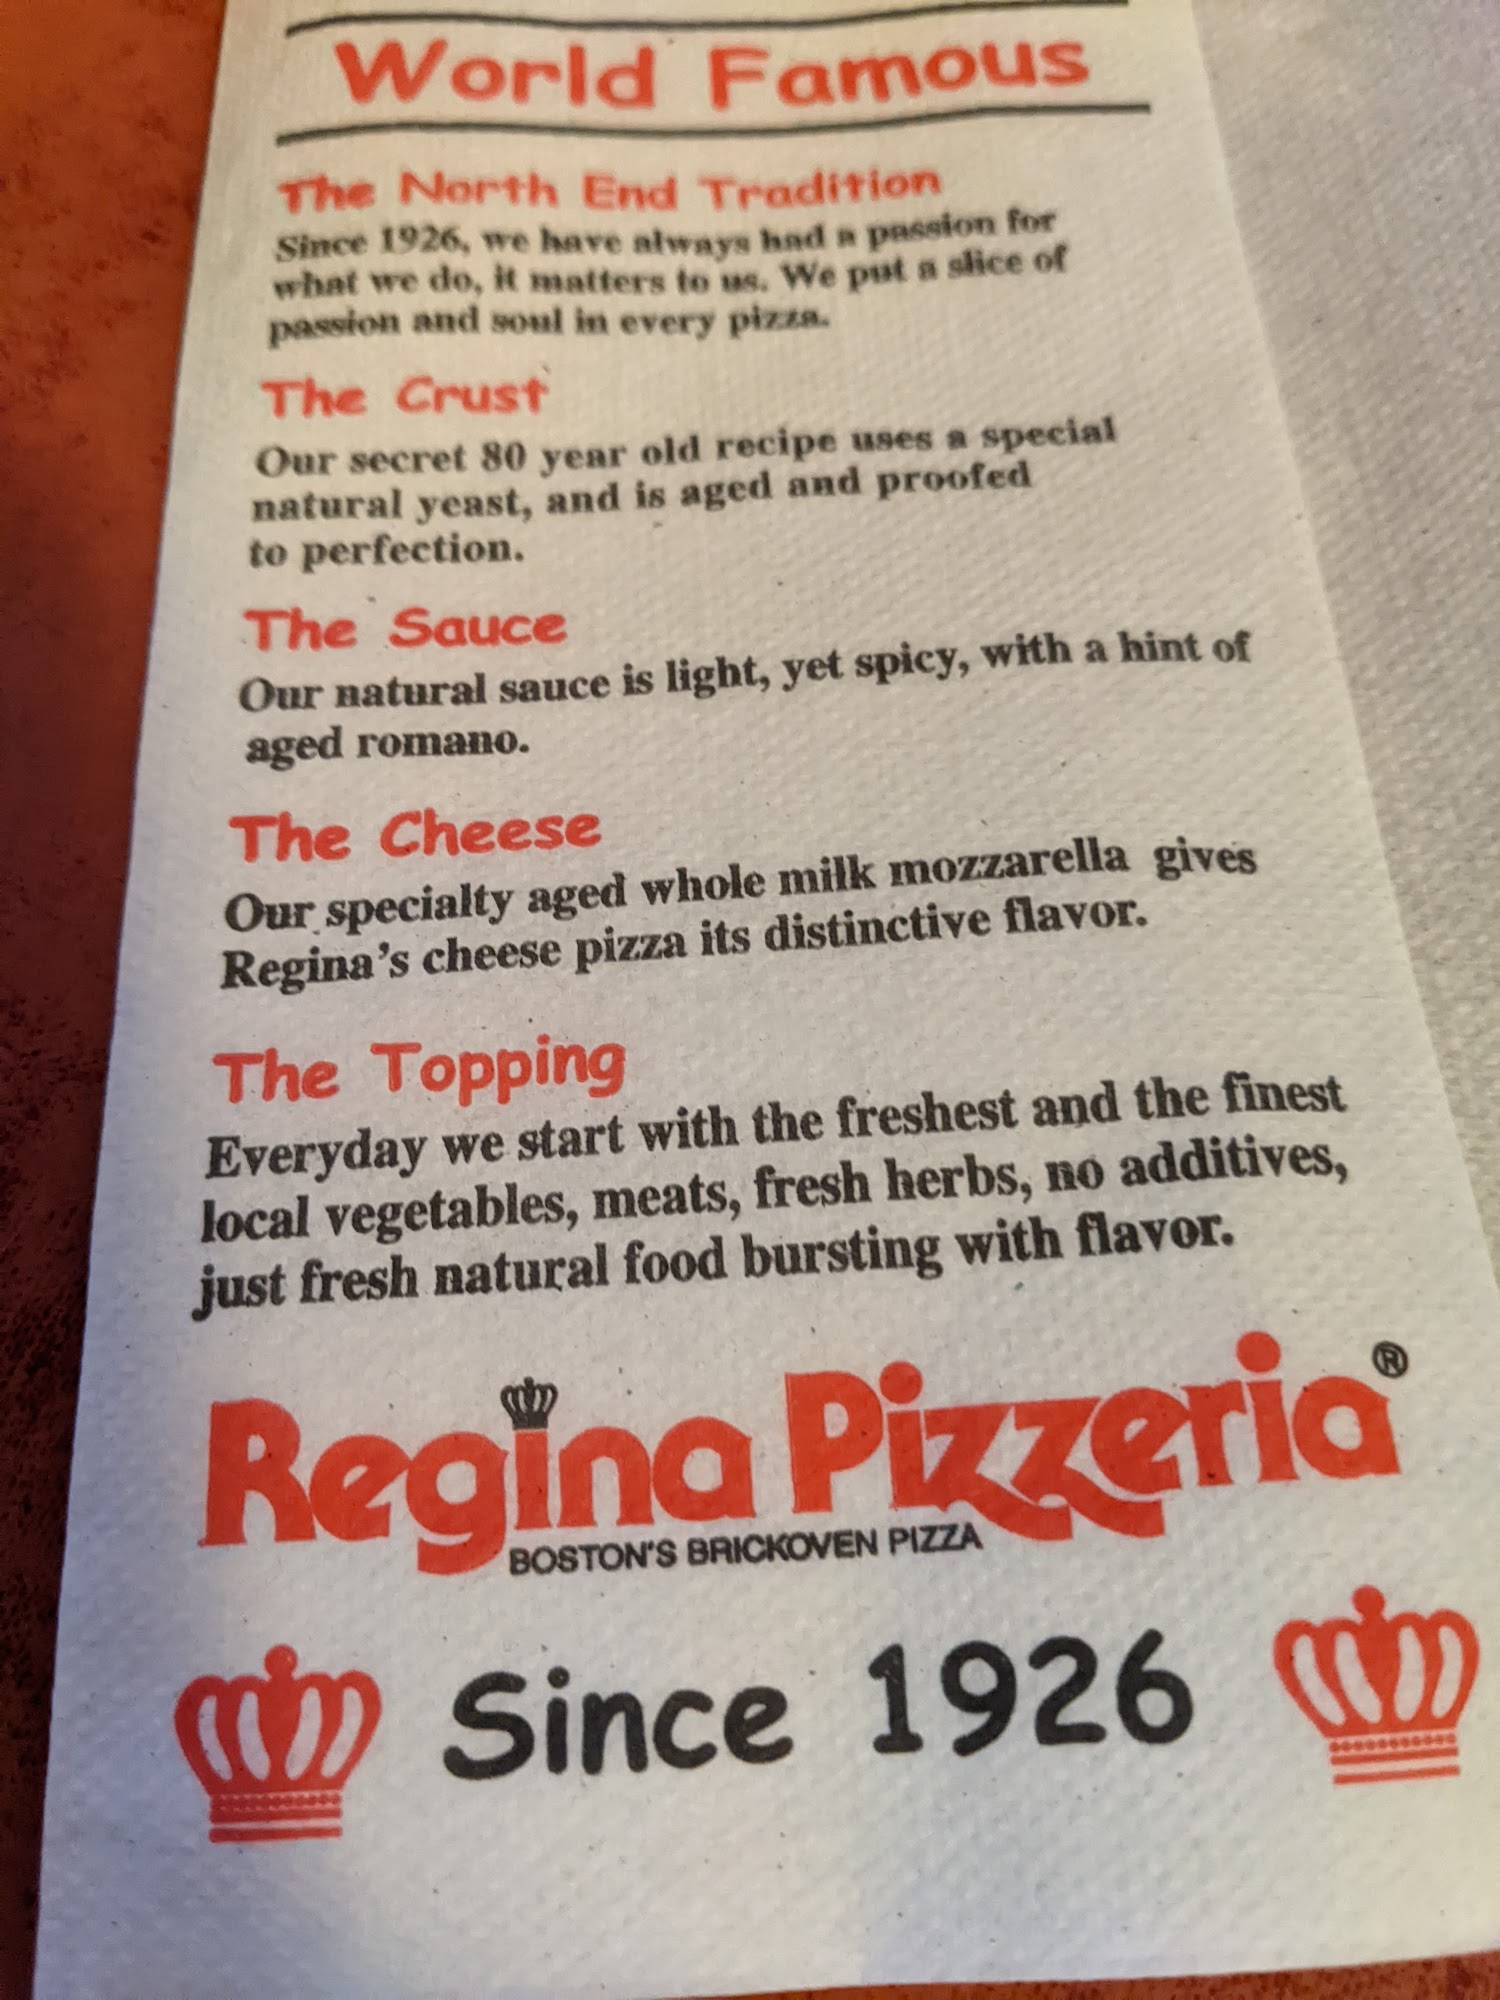 World Famous
The North End Tradition
Since 1926, we have always had a passion for
what we do, it matters to us. We put a slice of
passion and soul in every pizza.
The Crust
Our secret 80 year old recipe uses a special
natural yeast, and is aged and proofed
to perfection.
The Sauce
Our natural sauce is light, yet spicy, with a hint of
aged romano.
The Cheese
Our specialty aged whole milk mozzarella gives
Regina's cheese pizza its distinctive flavor.
The Topping
Everyday we start with the freshest and the finest
local vegetables, meats, fresh herbs, no additives,
just fresh natural food bursting with flavor.
Regina Pizzeria®
BOSTON'S BRICKOVEN PIZZA
Since 1926